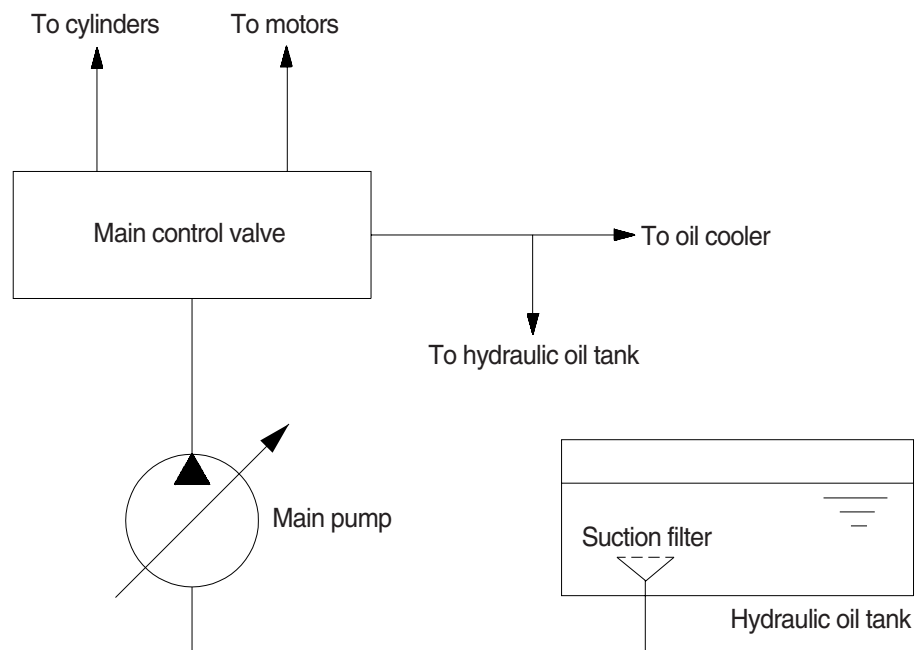 To cylinders
To motors
Main control valve
To oil cooler
To hydraulic oil tank
Main pump
Suction filter
Hydraulic oil tank